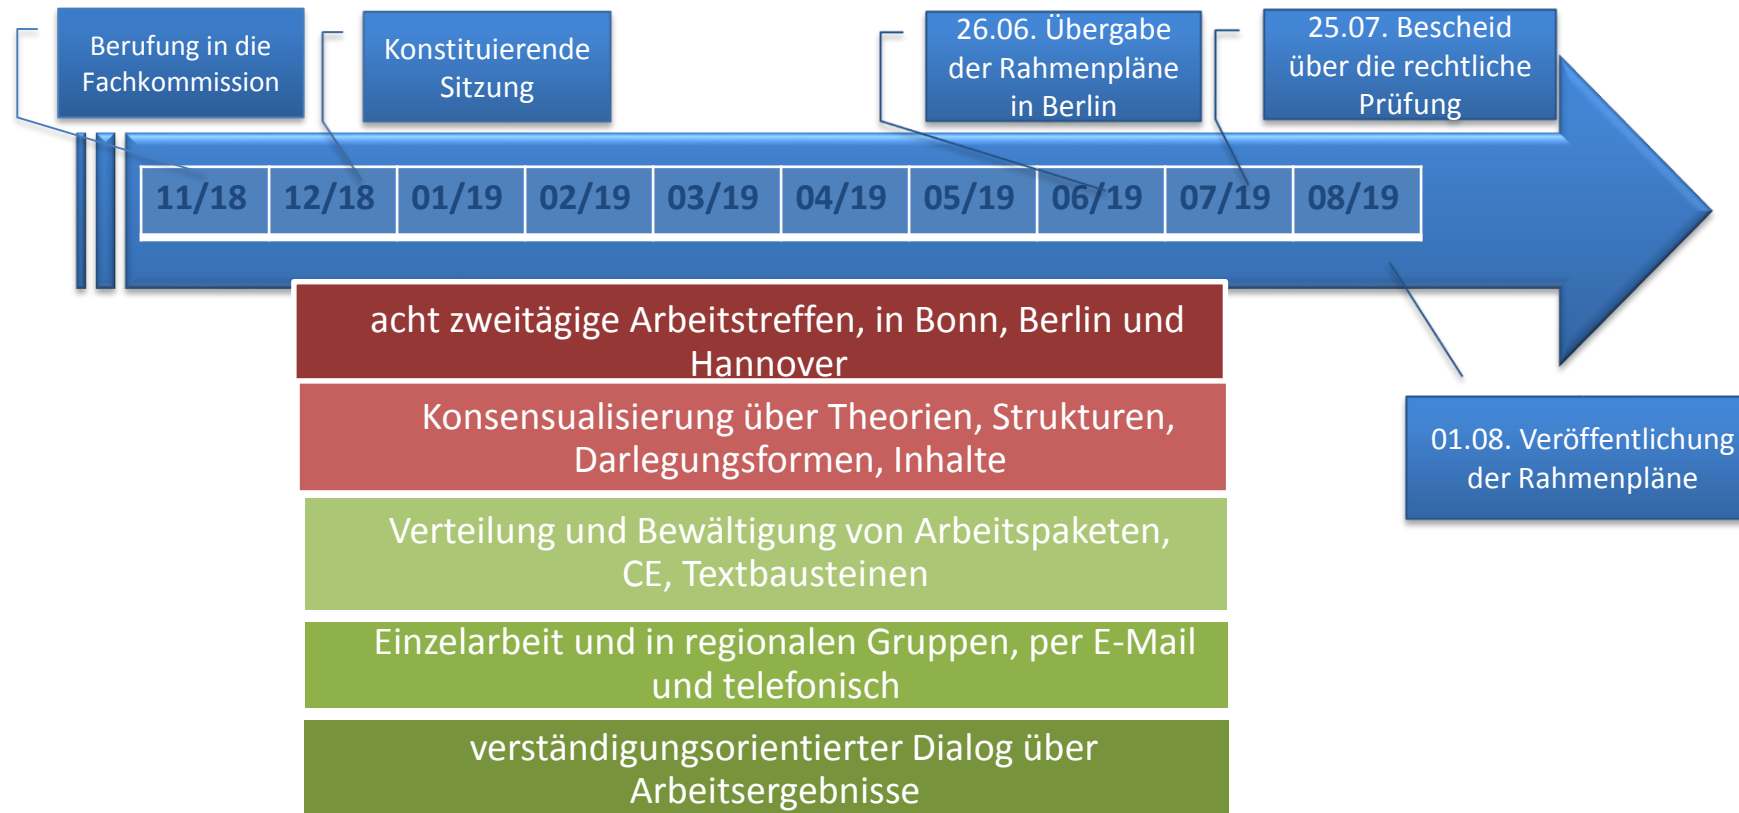 Berufung in die
Fachkommission
Konstituierende
Sitzung
26.06. Übergabe
der Rahmenpläne
in Berlin
25.07. Bescheid
über die rechtliche
Prüfung
11/18 12/18 01/19 02/19 03/19 04/19 05/19 06/19 07/19 08/19
acht zweitägige Arbeitstreffen, in Bonn, Berlin und
Hannover
Konsensualisierung über Theorien, Strukturen,
Darlegungsformen, Inhalte
Verteilung und Bewältigung von Arbeitspaketen,
CE, Textbausteinen
Einzelarbeit und in regionalen Gruppen, per E-Mail
und telefonisch
verständigungsorientierter Dialog über
Arbeitsergebnisse
01.08. Veröffentlichung
der Rahmenpläne